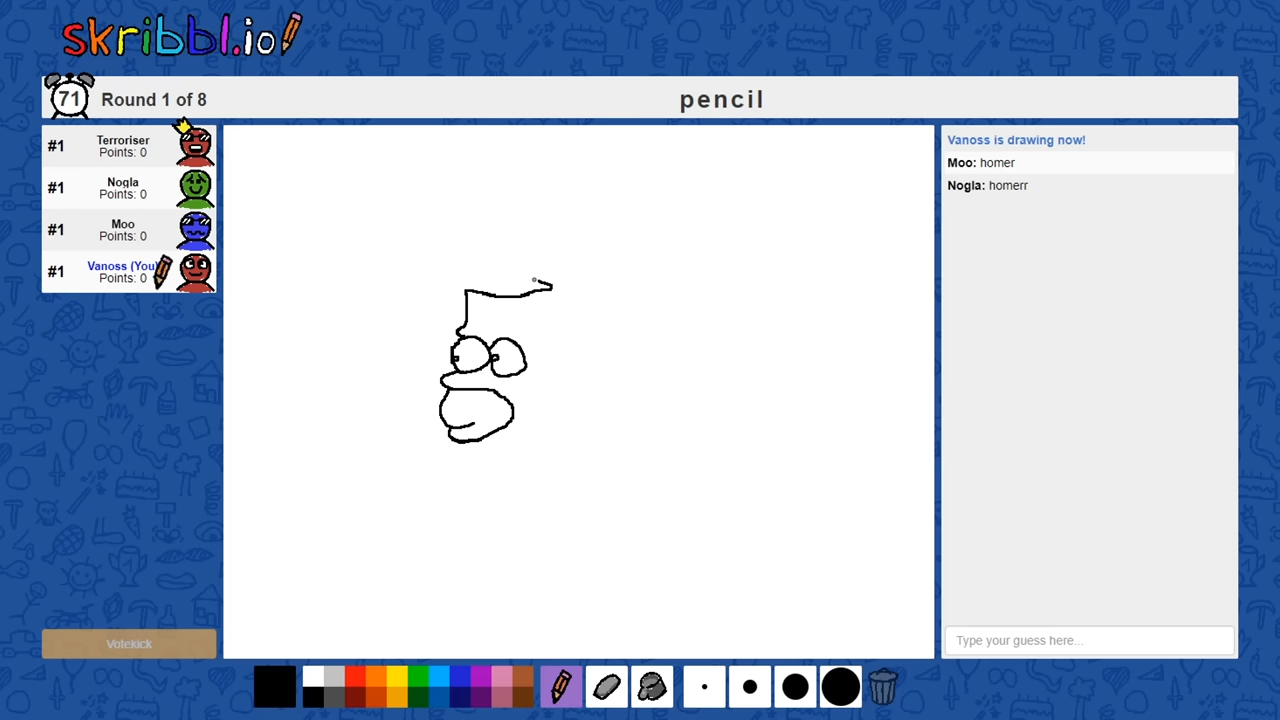 skribbl.io
71
Round 1 of 8
pencil
#1
Terroriser
Points: 0
#1
Nogla
Points: 0
#1
Moo
Points: 0
#1
Vanoss (You)
Points: 0
Vanoss is drawing now!
Moo: homer
Nogla: homerr
Votekick
Type your guess here...